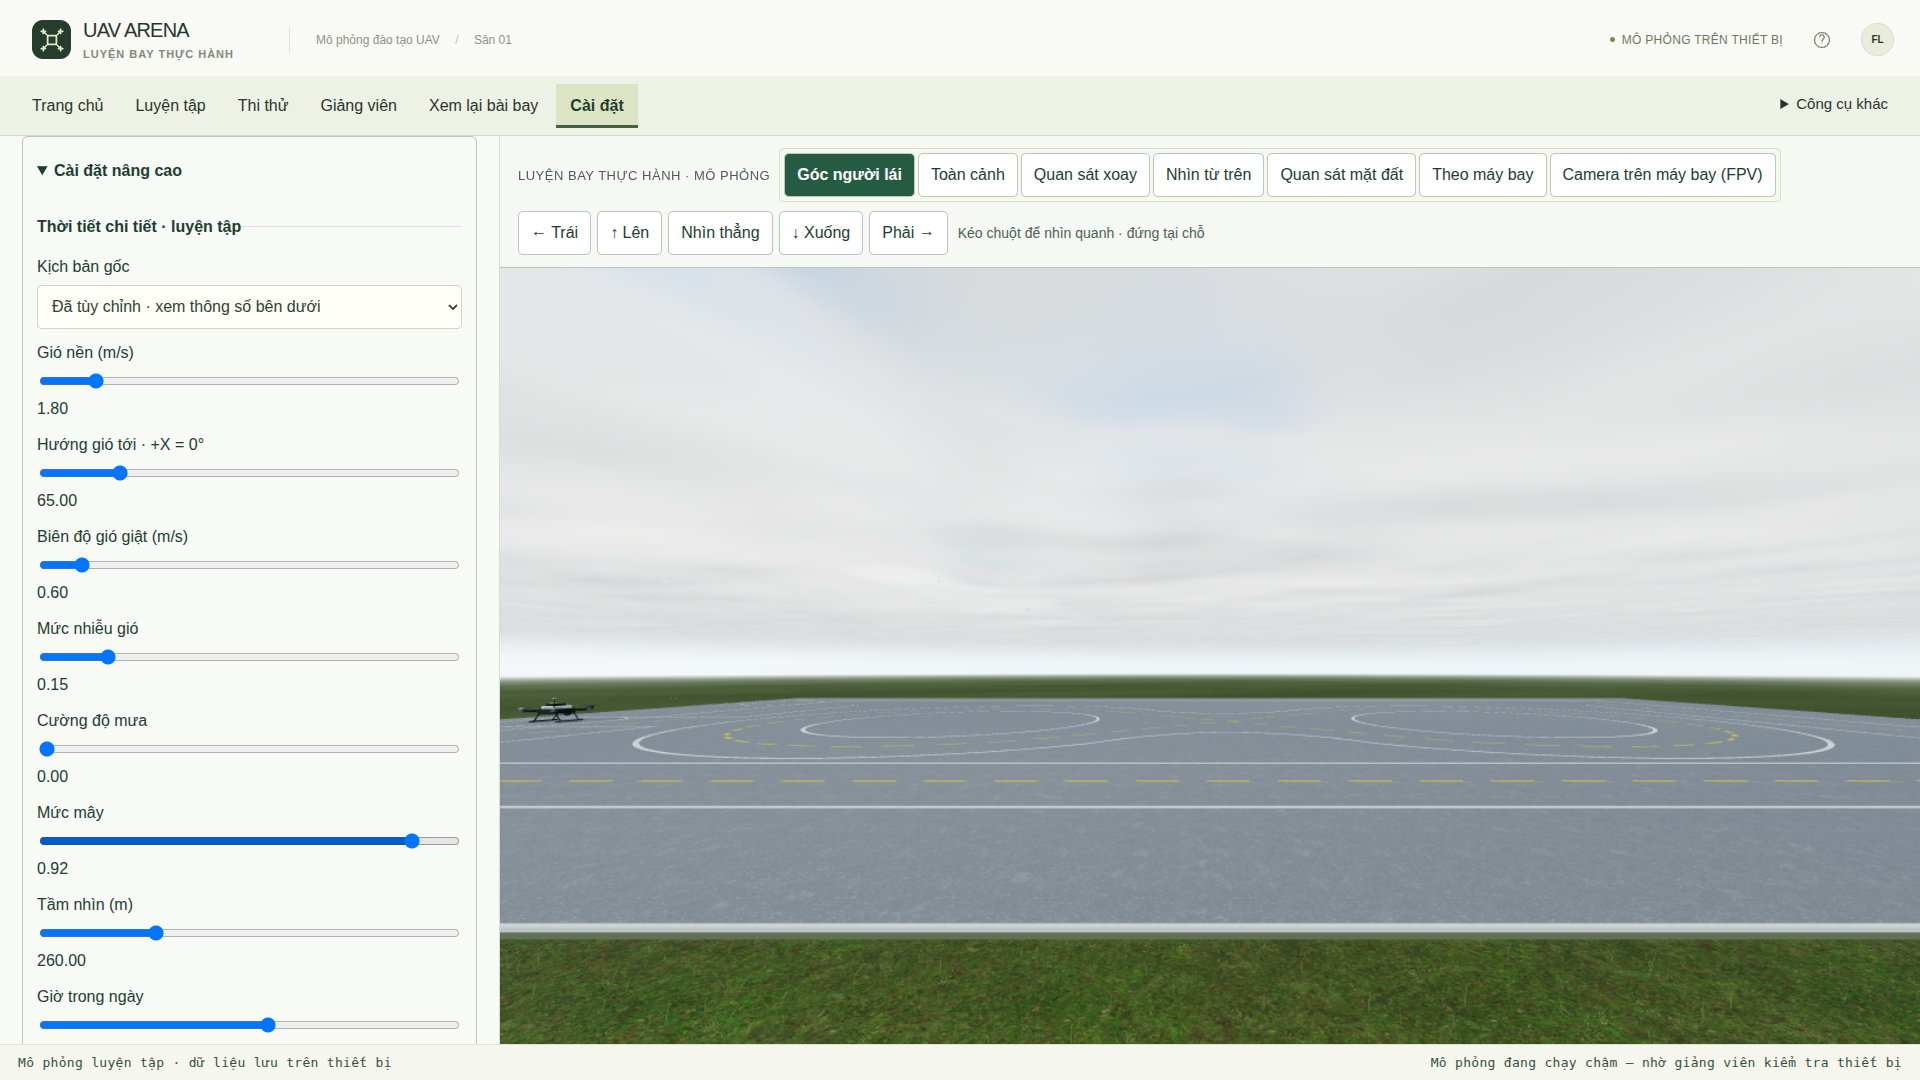 UAV ARENA
LUYỆN BAY THỰC HÀNH
Mô phỏng đào tạo UAV / Sân 01
MÔ PHỎNG TRÊN THIẾT BỊ
FL
Trang chủ
Luyện tập
Thi thử
Giảng viên
Xem lại bài bay
Cài đặt
▶ Công cụ khác
▼ Cài đặt nâng cao
Thời tiết chi tiết · luyện tập
Kịch bản gốc
Đã tùy chỉnh · xem thông số bên dưới
Gió nền (m/s)
1.80
Hướng gió tới · +X = 0°
65.00
Biên độ gió giật (m/s)
0.60
Mức nhiễu gió
0.15
Cường độ mưa
0.00
Mức mây
0.92
Tầm nhìn (m)
260.00
Giờ trong ngày
LUYỆN BAY THỰC HÀNH · MÔ PHỎNG
Góc người lái
Toàn cảnh
Quan sát xoay
Nhìn từ trên
Quan sát mặt đất
Theo máy bay
Camera trên máy bay (FPV)
← Trái
↑ Lên
Nhìn thẳng
↓ Xuống
Phải →
Kéo chuột để nhìn quanh · đứng tại chỗ
Mô phỏng luyện tập · dữ liệu lưu trên thiết bị
Mô phỏng đang chạy chậm — nhờ giảng viên kiểm tra thiết bị